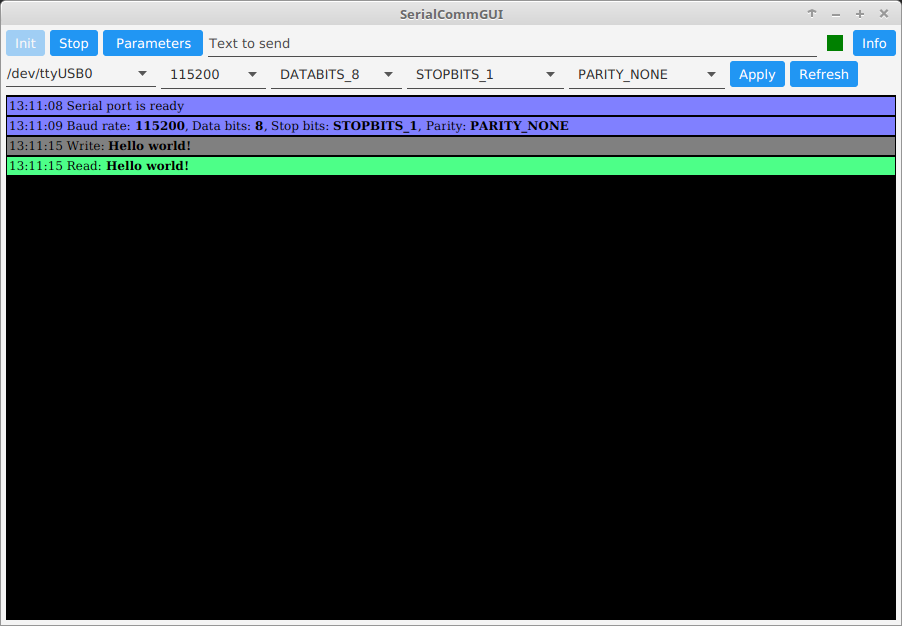 SerialCommGUI
Init Stop Parameters Text to send Info
/dev/ttyUSB0 115200 DATABITS_8 STOPBITS_1 PARITY_NONE Apply Refresh
13:11:08 Serial port is ready
13:11:09 Baud rate: 115200, Data bits: 8, Stop bits: STOPBITS_1, Parity: PARITY_NONE
13:11:15 Write: Hello world!
13:11:15 Read: Hello world!